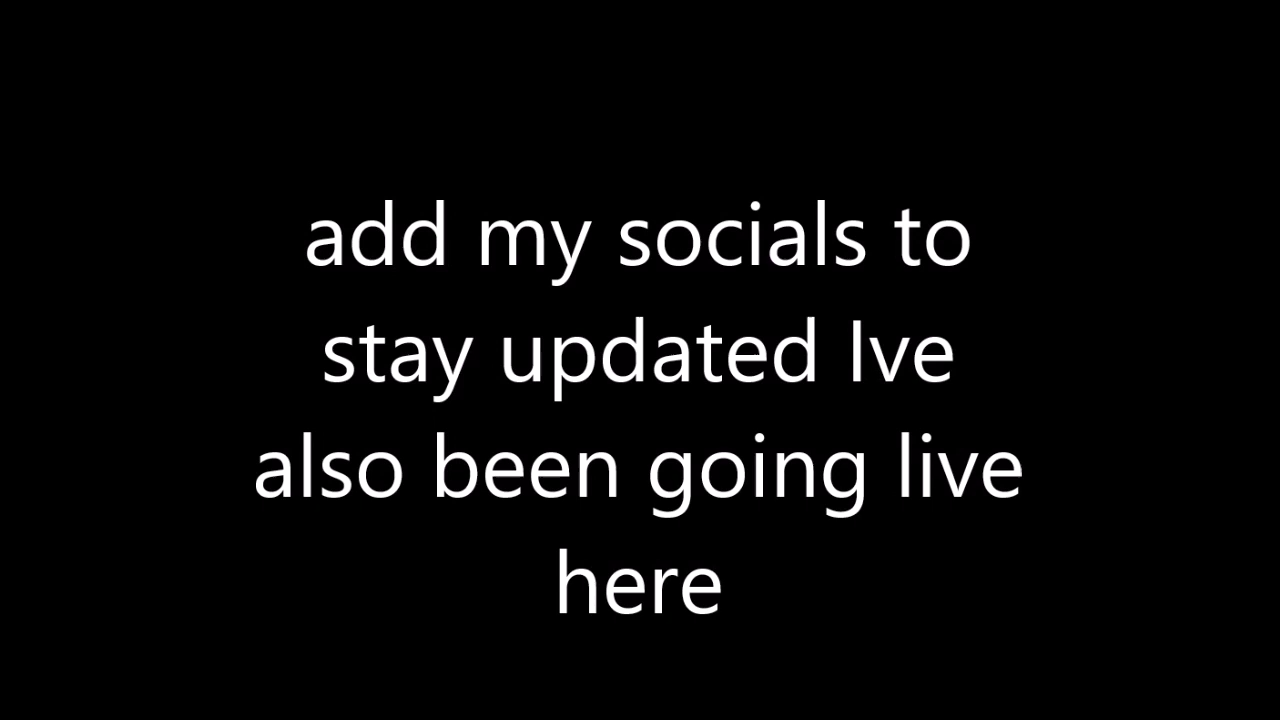 add my socials to
stay updated Ive
also been going live
here